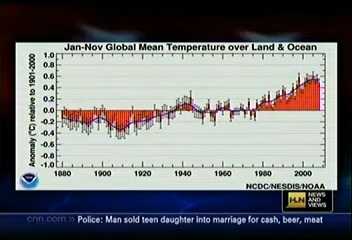 Jan-Nov Global Mean Temperature over Land & Ocean
Anomaly (°C) relative to 1901-2000
1.0
0.8
0.6
0.4
0.2
0.0
-0.2
-0.4
-0.6
-0.8
-1.0
1880 1900 1920 1940 1960 1980 2000
NCDC/NESDIS/NOAA
HLN NEWS AND VIEWS
cnn.com >> Police: Man sold teen daughter into marriage for cash, beer, meat